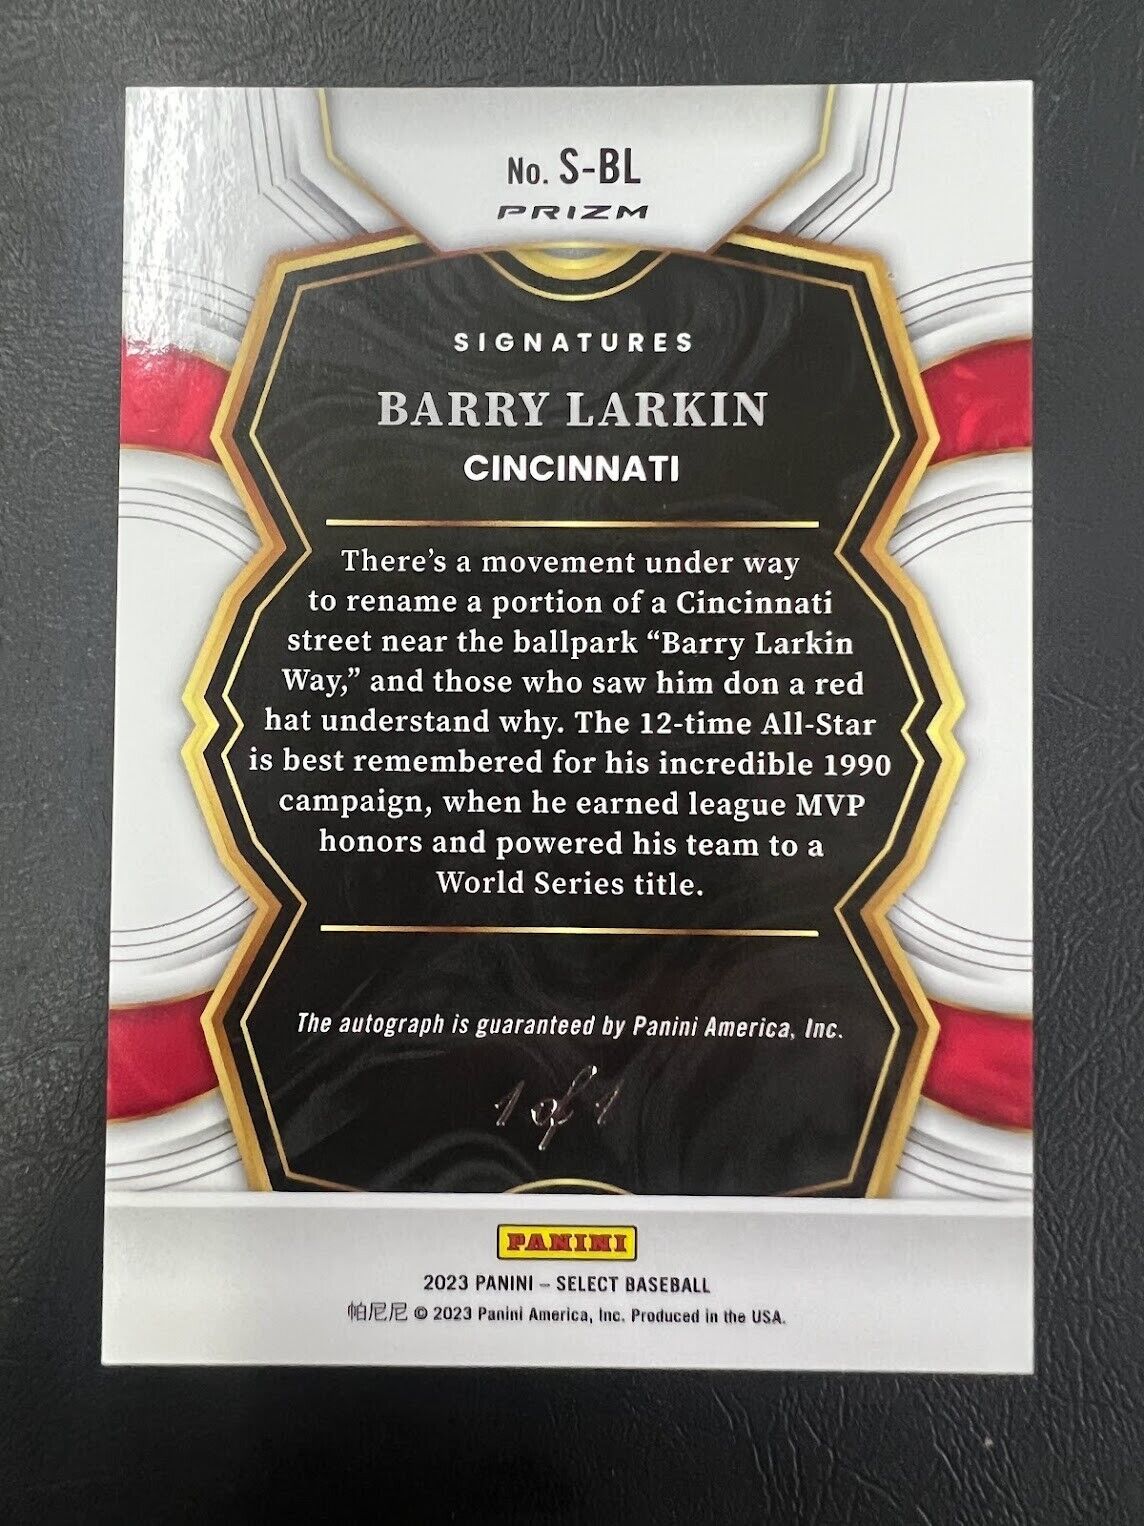 No. S-BL
PRIZM
SIGNATURES
BARRY LARKIN
CINCINNATI
There's a movement under way
to rename a portion of a Cincinnati
street near the ballpark “Barry Larkin
Way,” and those who saw him don a red
hat understand why. The 12-time All-Star
is best remembered for his incredible 1990
campaign, when he earned league MVP
honors and powered his team to a
World Series title.
The autograph is guaranteed by Panini America, Inc.
1 of 1
PANINI
2023 PANINI – SELECT BASEBALL
帕尼尼 © 2023 Panini America, Inc. Produced in the USA.